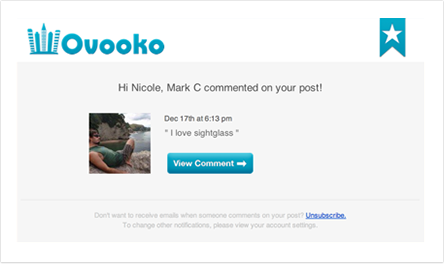 Ovooko
Hi Nicole, Mark C commented on your post!
Dec 17th at 6:13 pm
" I love sightglass "
View Comment
Don't want to receive emails when someone comments on your post? Unsubscribe.
To change other notifications, please view your account settings.